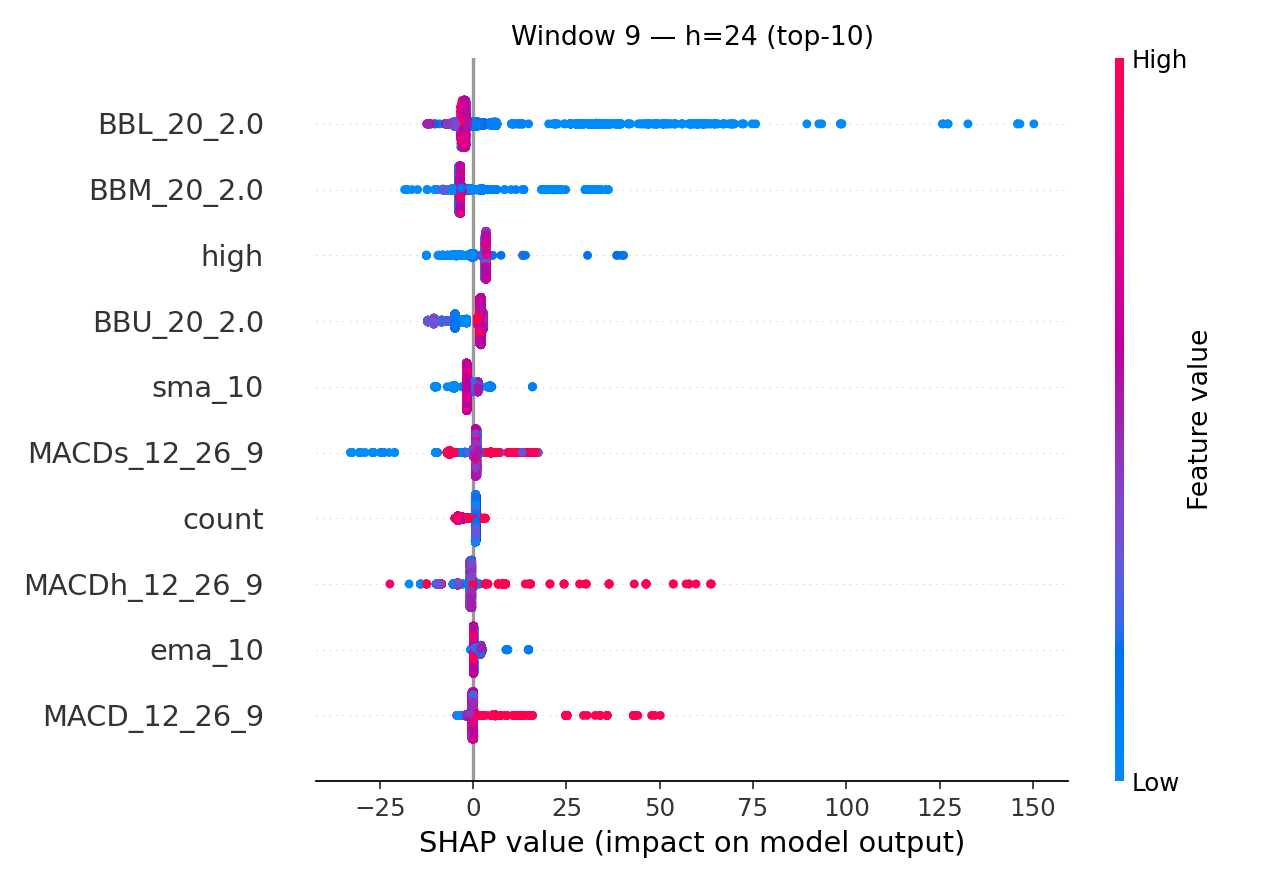 Window 9 — h=24 (top-10)
High
BBL_20_2.0
BBM_20_2.0
high
BBU_20_2.0
sma_10
MACDs_12_26_9
count
MACDh_12_26_9
ema_10
MACD_12_26_9
Feature value
Low
−25 0 25 50 75 100 125 150
SHAP value (impact on model output)